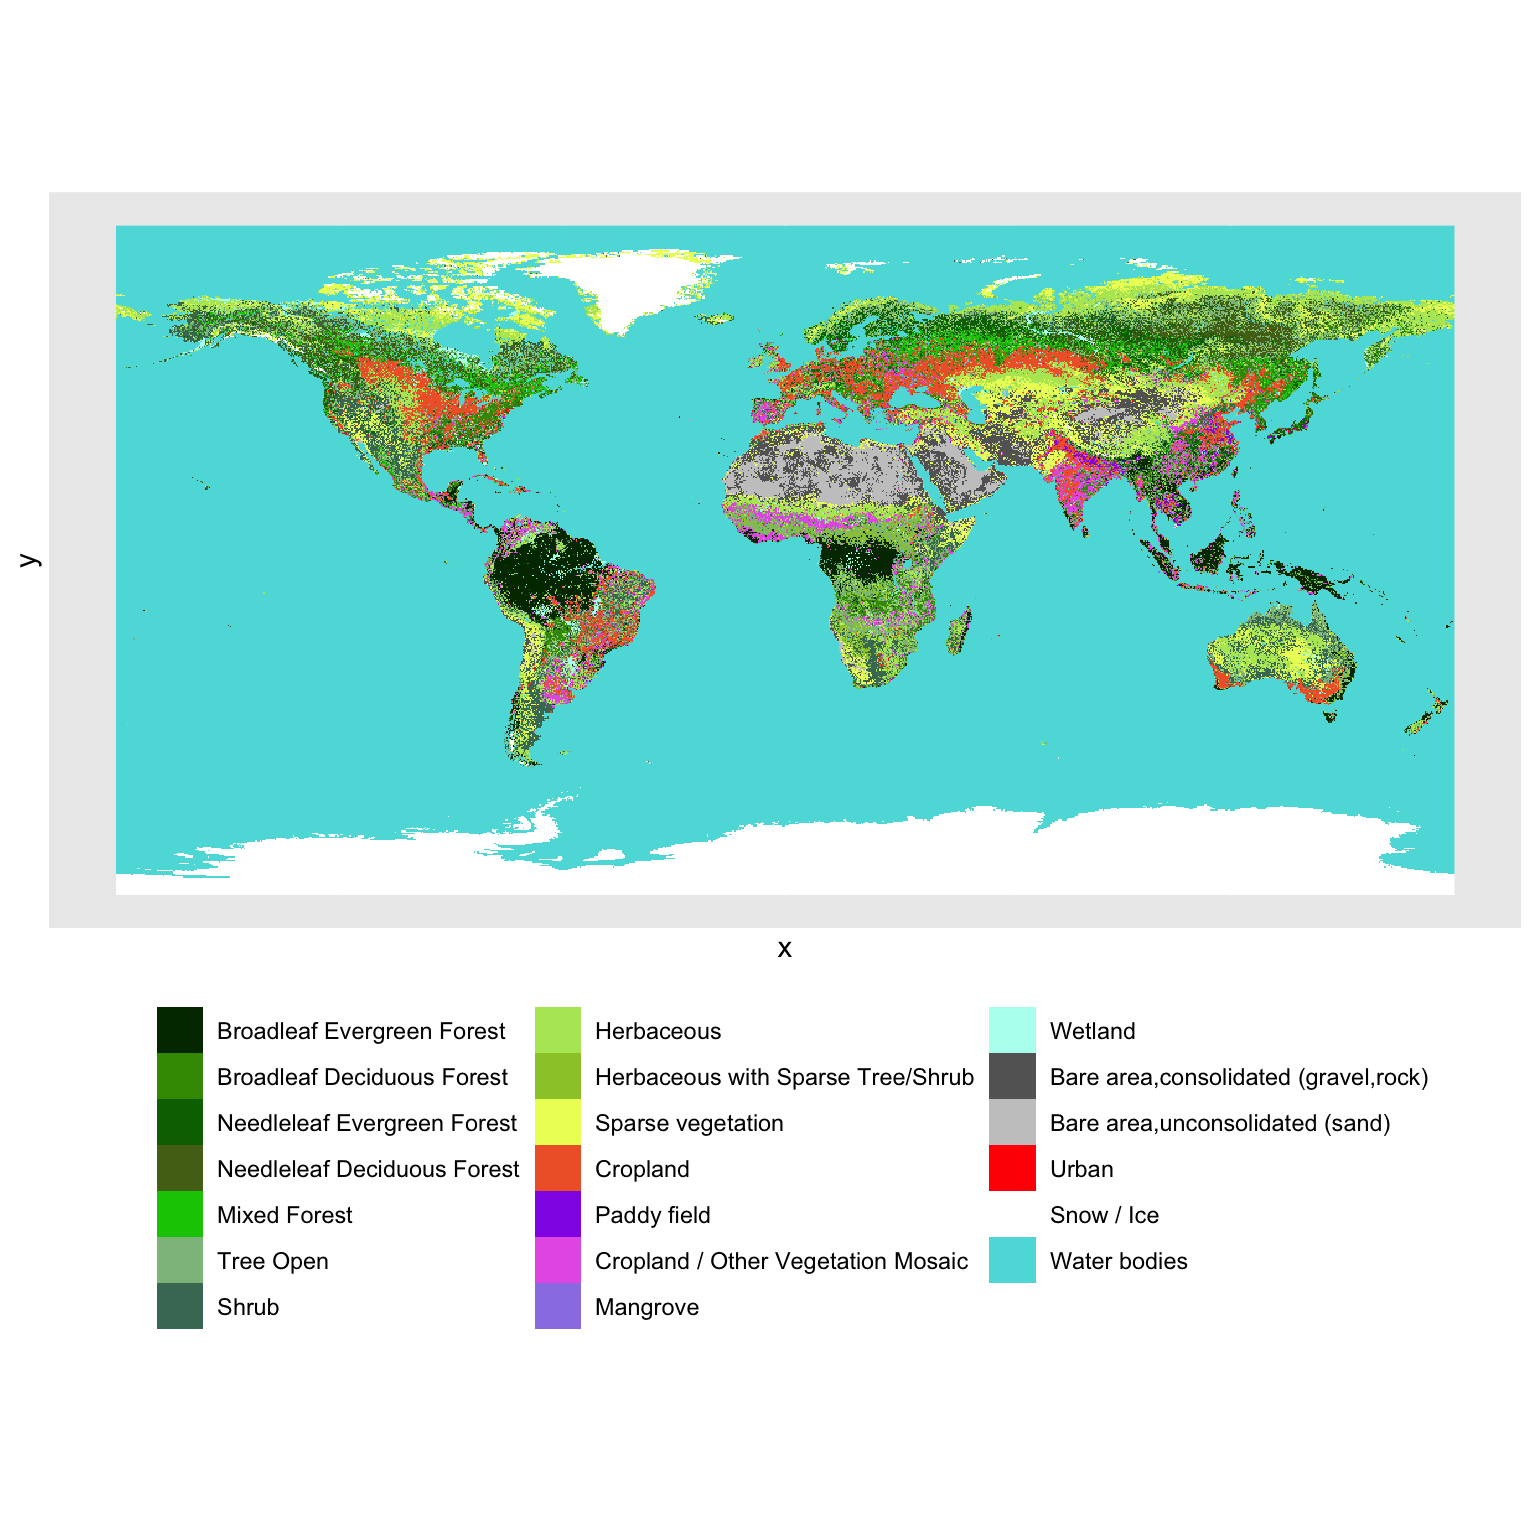 y
x
Broadleaf Evergreen Forest
Broadleaf Deciduous Forest
Needleleaf Evergreen Forest
Needleleaf Deciduous Forest
Mixed Forest
Tree Open
Shrub
Herbaceous
Herbaceous with Sparse Tree/Shrub
Sparse vegetation
Cropland
Paddy field
Cropland / Other Vegetation Mosaic
Mangrove
Wetland
Bare area,consolidated (gravel,rock)
Bare area,unconsolidated (sand)
Urban
Snow / Ice
Water bodies